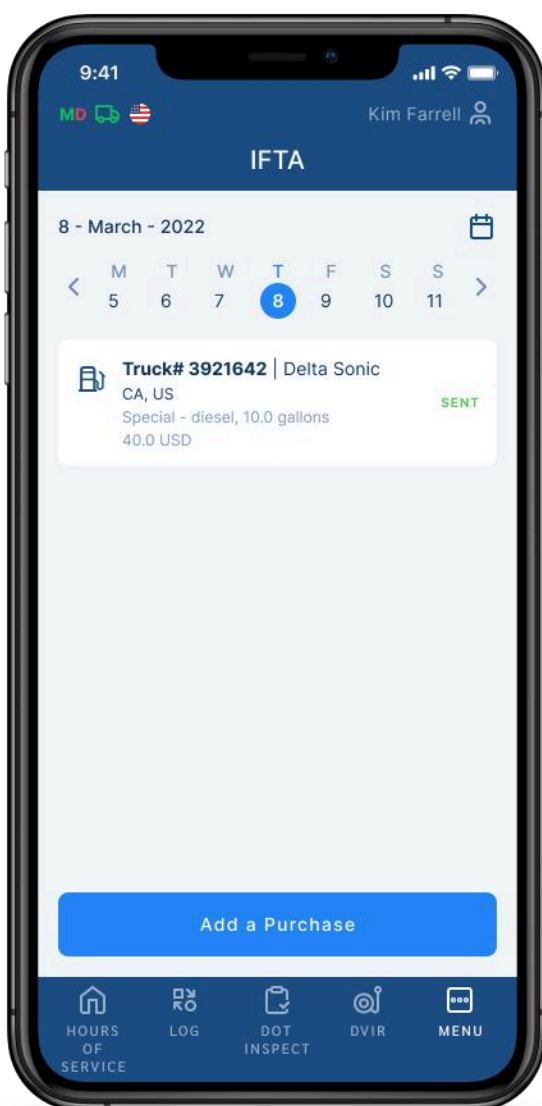 9:41
MD Kim Farrell
IFTA
8 - March - 2022
M T W T F S S
< 5 6 7 8 9 10 11 >
Truck# 3921642 | Delta Sonic
CA, US
SENT
Special - diesel, 10.0 gallons
40.0 USD
Add a Purchase
HOURS OF SERVICE
LOG
DOT INSPECT
DVIR
MENU